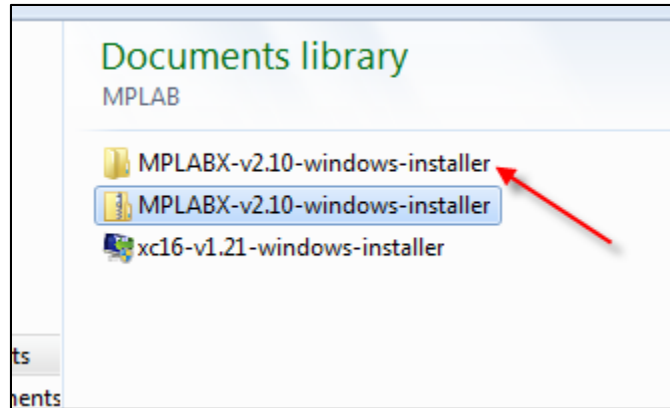 Documents library
MPLAB
MPLABX-v2.10-windows-installer
MPLABX-v2.10-windows-installer
xc16-v1.21-windows-installer
ts
nents